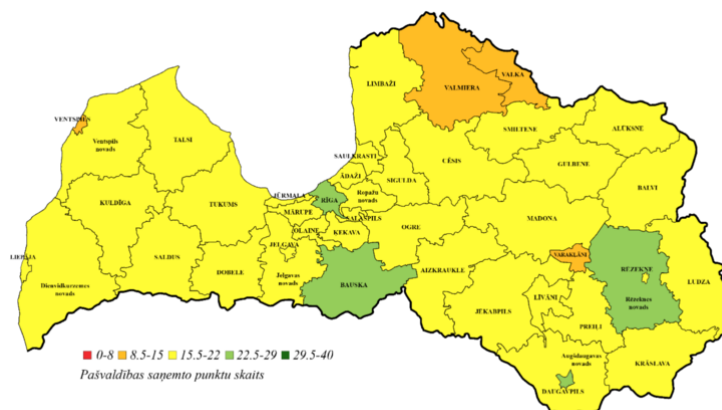 LIMBAŽI
VALKA
VALMIERA
VENTSPILS
Ventspils
novads
TALSI
SMILTENE
ALŪKSNE
SAULKRASTI
CĒSIS
ĀDAŽI
SIGULDA
GULBENE
BALVI
JŪRMALA
RĪGA
Ropažu
novads
KULDĪGA
TUKUMS
MĀRUPE
SALASPILS
MADONA
OLAINE
ĶEKAVA
OGRE
JELGAVA
LIEPĀJA
SALDUS
DOBELE
Jelgavas
novads
BAUSKA
AIZKRAUKLE
VARAKĻĀNI
RĒZEKNE
LUDZA
Dienvidkurzemes
novads
JĒKABPILS
LĪVĀNI
Rēzeknes
novads
PREIĻI
Augšdaugavas
novads
KRĀSLAVA
DAUGAVPILS
0-8 8.5-15 15.5-22 22.5-29 29.5-40
Pašvaldības saņemto punktu skaits